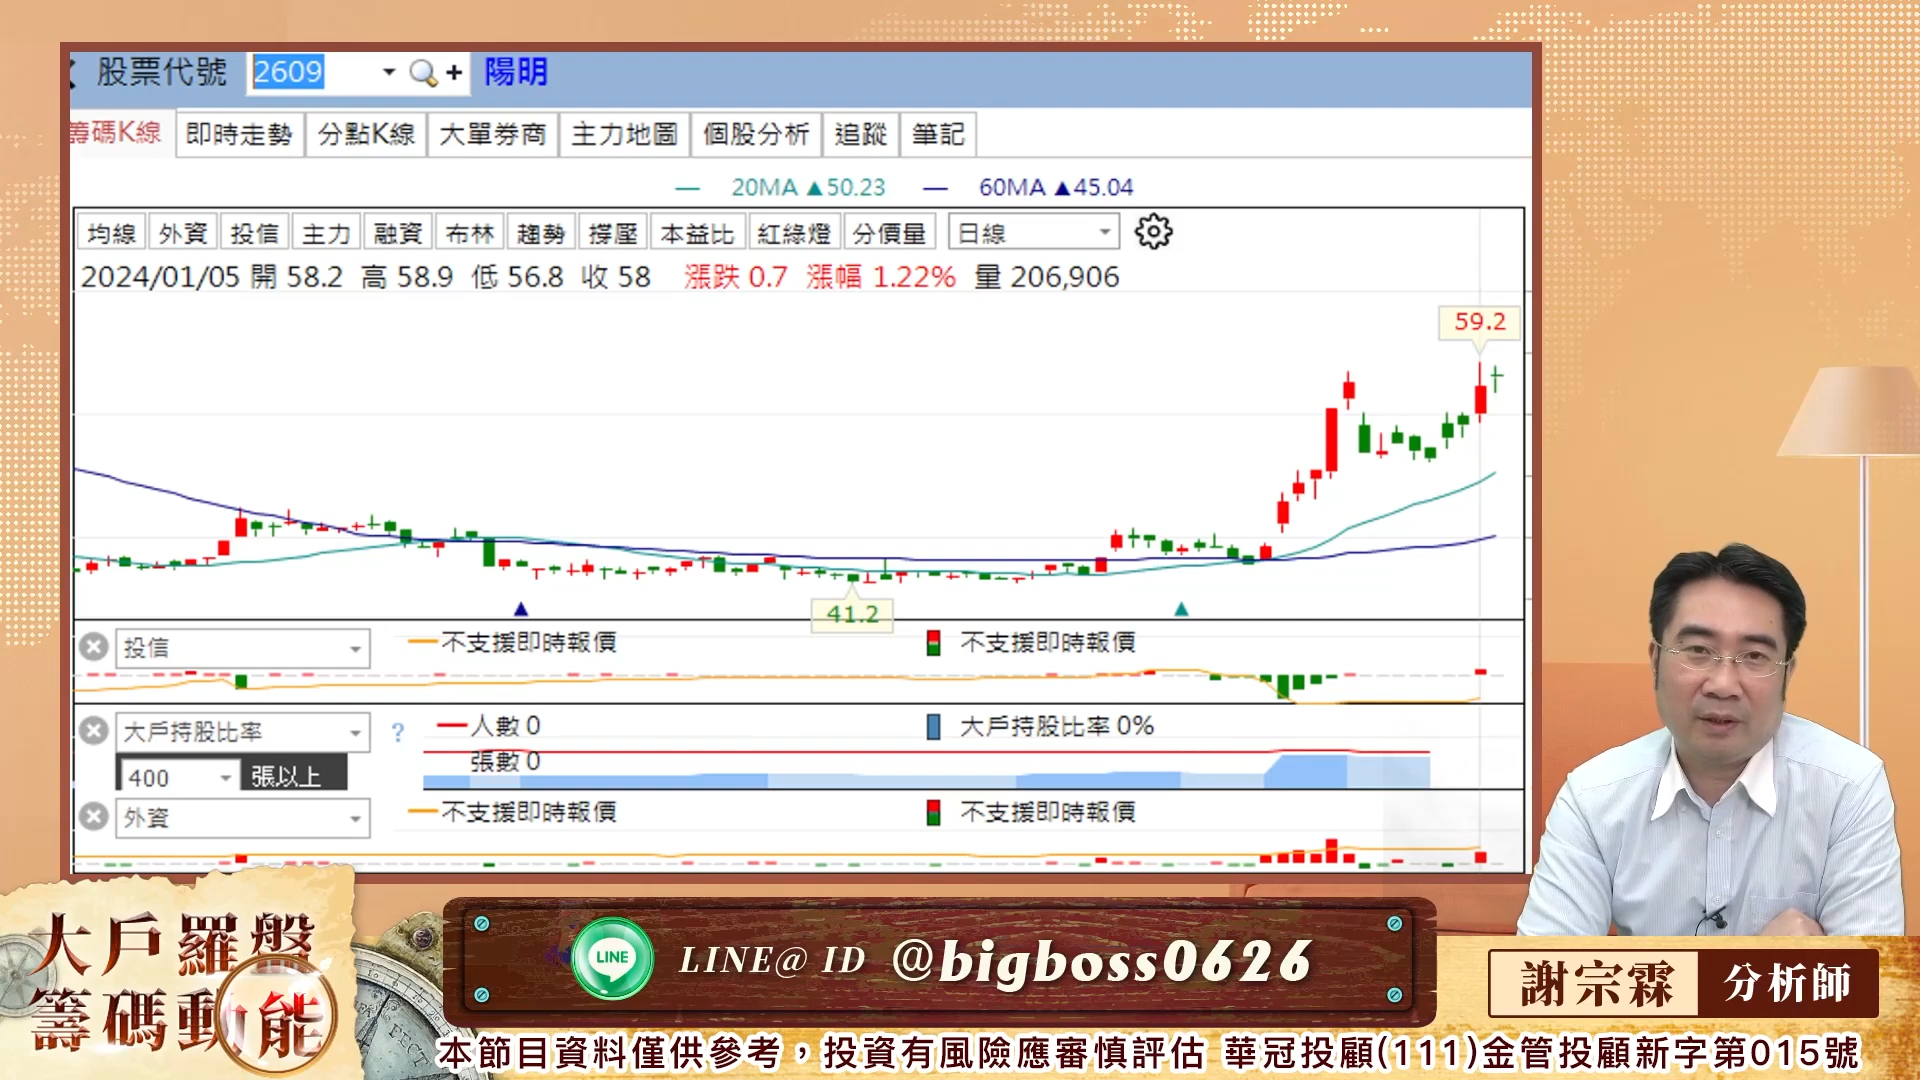 股票代號 2609 陽明
籌碼K線 即時走勢 分點K線 大單券商 主力地圖 個股分析 追蹤 筆記
20MA ▲50.23 60MA ▲45.04
均線 外資 投信 主力 融資 布林 趨勢 撐壓 本益比 紅綠燈 分價量 日線
2024/01/05 開 58.2 高 58.9 低 56.8 收 58 漲跌 0.7 漲幅 1.22% 量 206,906
59.2
41.2
投信 不支援即時報價 不支援即時報價
大戶持股比率 ? 人數 0 大戶持股比率 0%
400 張以上 張數 0
外資 不支援即時報價 不支援即時報價
大戶羅盤
籌碼動能
LINE LINE@ ID @bigboss0626
謝宗霖 分析師
本節目資料僅供參考，投資有風險應審慎評估 華冠投顧(111)金管投顧新字第015號